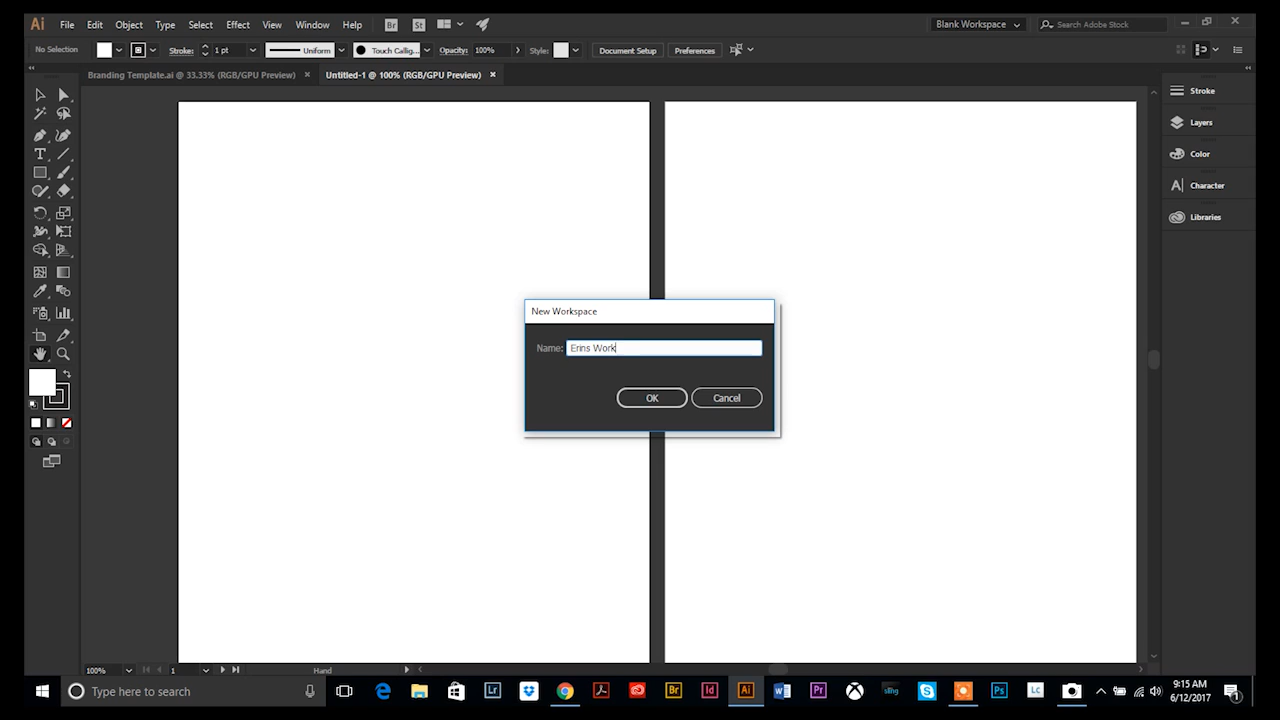 Ai File Edit Object Type Select Effect View Window Help Br St Blank Workspace Search Adobe Stock
No Selection Stroke: 1 pt Uniform Touch Callig... Opacity: 100% Style: Document Setup Preferences
Branding Template.ai @ 33.33% (RGB/GPU Preview) × Untitled-1 @ 100% (RGB/GPU Preview) ×
Stroke
Layers
Color
Character
Libraries
New Workspace
Name: Erins Work
OK Cancel
100% 1 Hand
Type here to search Lr Br Id Ai Pr sling Ps LC 9:15 AM
6/12/2017